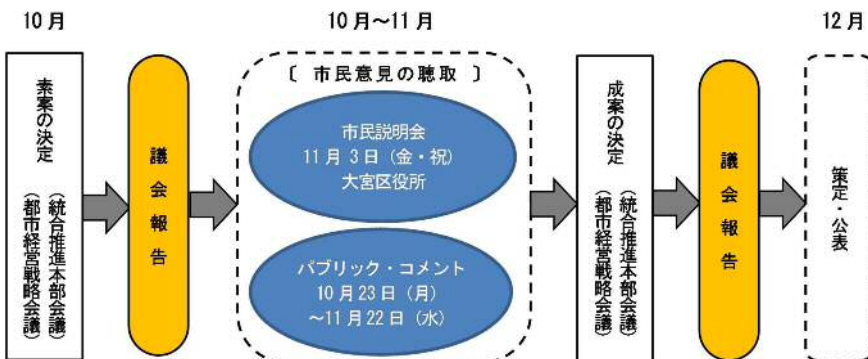 10月
10月～11月
12月
素案の決定
（統合推進本部会議）
（都市経営戦略会議）
議会報告
〔 市民意見の聴取 〕
市民説明会
11月3日（金・祝）
大宮区役所
パブリック・コメント
10月23日（月）
～11月22日（水）
成案の決定
（統合推進本部会議）
（都市経営戦略会議）
議会報告
策定・公表